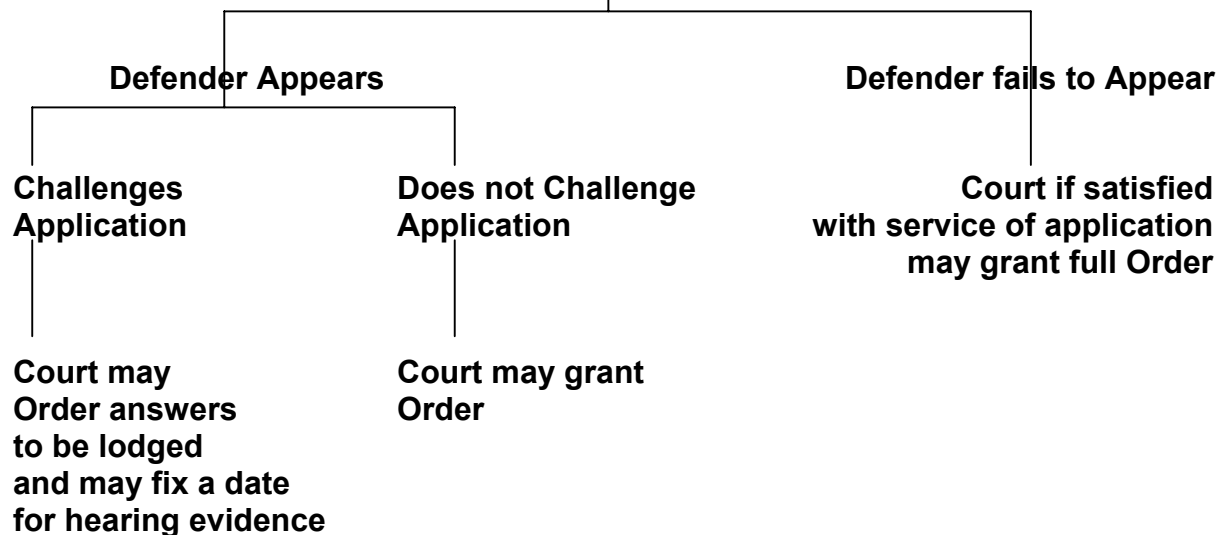 Defender Appears
Defender fails to Appear
Challenges
Application
Does not Challenge
Application
Court if satisfied
with service of application
may grant full Order
Court may
Order answers
to be lodged
and may fix a date
for hearing evidence
Court may grant
Order